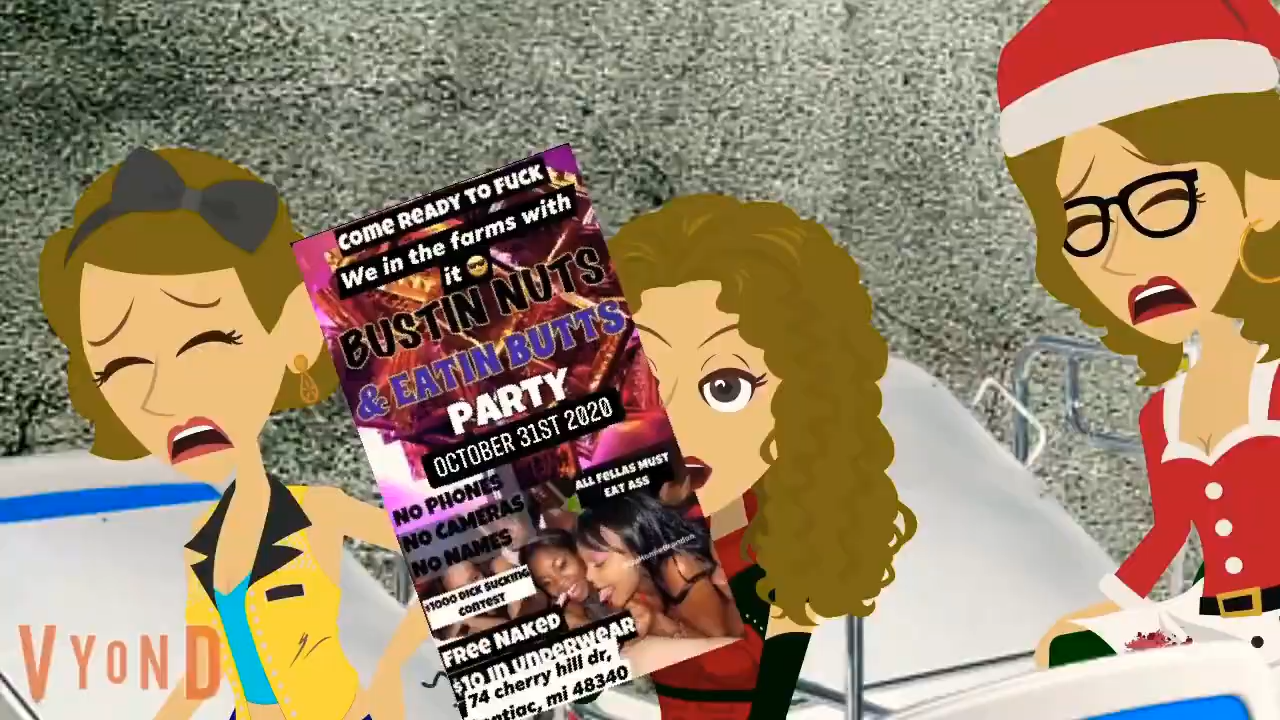 Come Ready to fuck
We in the farms with
it 😎
BUSTIN NUTS
& EATIN BUTTS
PARTY
OCTOBER 31ST 2020
ALL FELLAS MUST
EAT ASS
NO PHONES
NO CAMERAS
NO NAMES
$1000 DICK SUCKING
CONTEST
FREE NAKED
$10 IN UNDERWEAR
74 cherry hill dr,
pontiac, mi 48340
VYOND